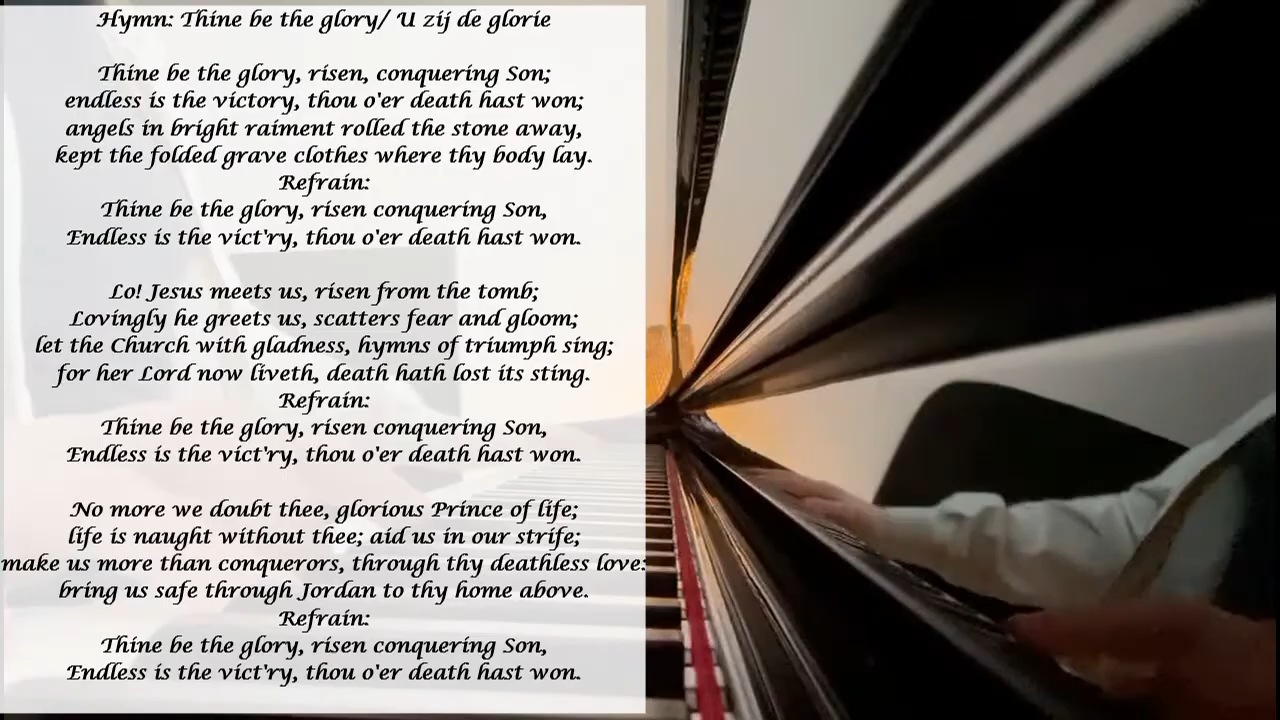 Hymn: Thine be the glory/ U zij de glorie
Thine be the glory, risen, conquering Son;
endless is the victory, thou o'er death hast won;
angels in bright raiment rolled the stone away,
kept the folded grave clothes where thy body lay.
Refrain:
Thine be the glory, risen conquering Son,
Endless is the vict'ry, thou o'er death hast won.
Lo! Jesus meets us, risen from the tomb;
Lovingly he greets us, scatters fear and gloom;
let the Church with gladness, hymns of triumph sing;
for her Lord now liveth, death hath lost its sting.
Refrain:
Thine be the glory, risen conquering Son,
Endless is the vict'ry, thou o'er death hast won.
No more we doubt thee, glorious Prince of life;
life is naught without thee; aid us in our strife;
make us more than conquerors, through thy deathless love:
bring us safe through Jordan to thy home above.
Refrain:
Thine be the glory, risen conquering Son,
Endless is the vict'ry, thou o'er death hast won.